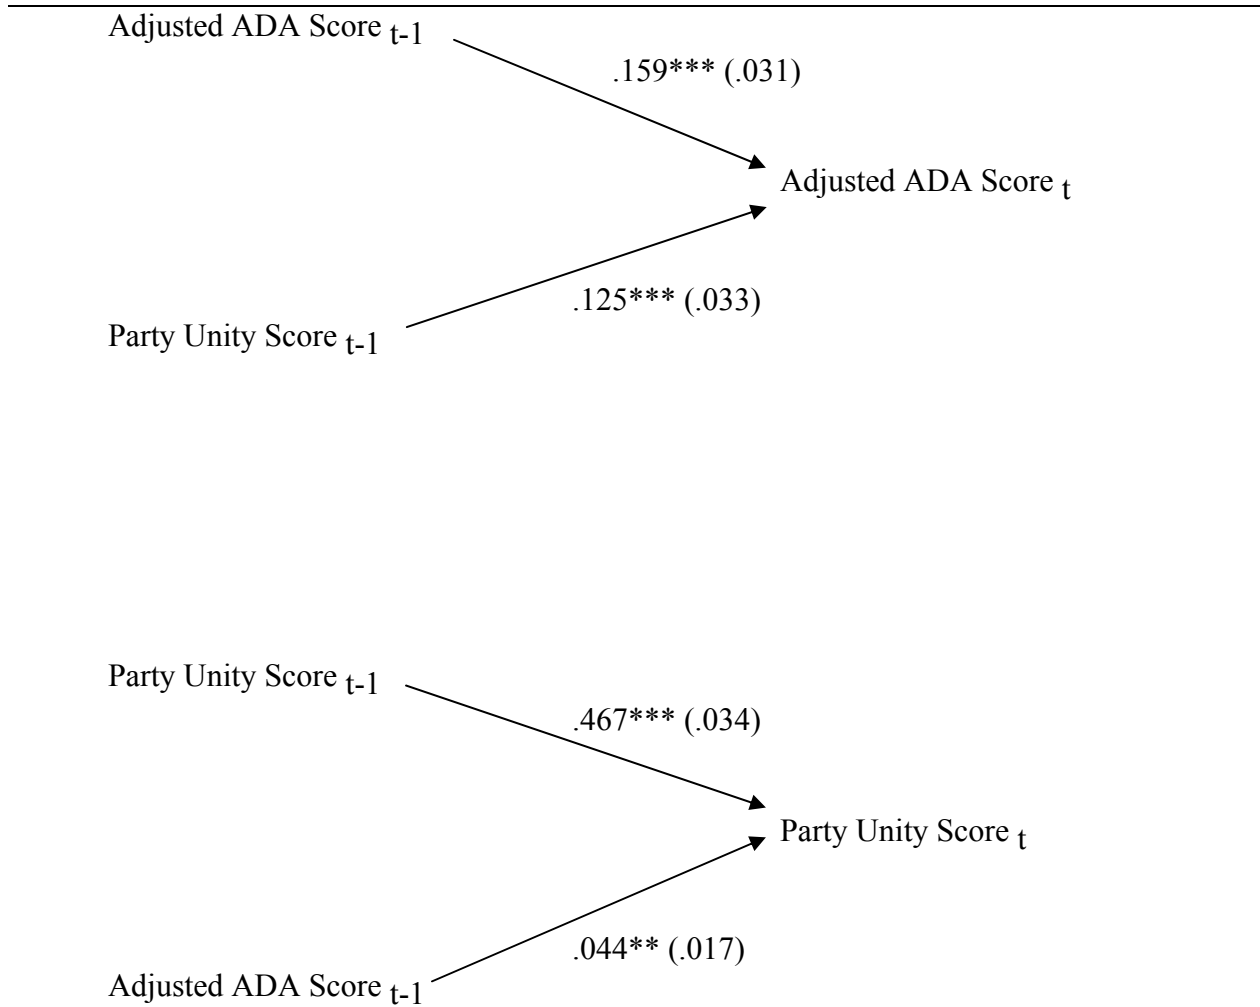 Adjusted ADA Score t-1
.159*** (.031)
Adjusted ADA Score t
.125*** (.033)
Party Unity Score t-1
Party Unity Score t-1
.467*** (.034)
Party Unity Score t
.044** (.017)
Adjusted ADA Score t-1